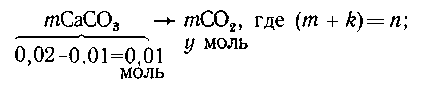 mCaCO₃ → mCO₂, где (m + k)= n;
0,02-0,01=0,01 y моль
моль